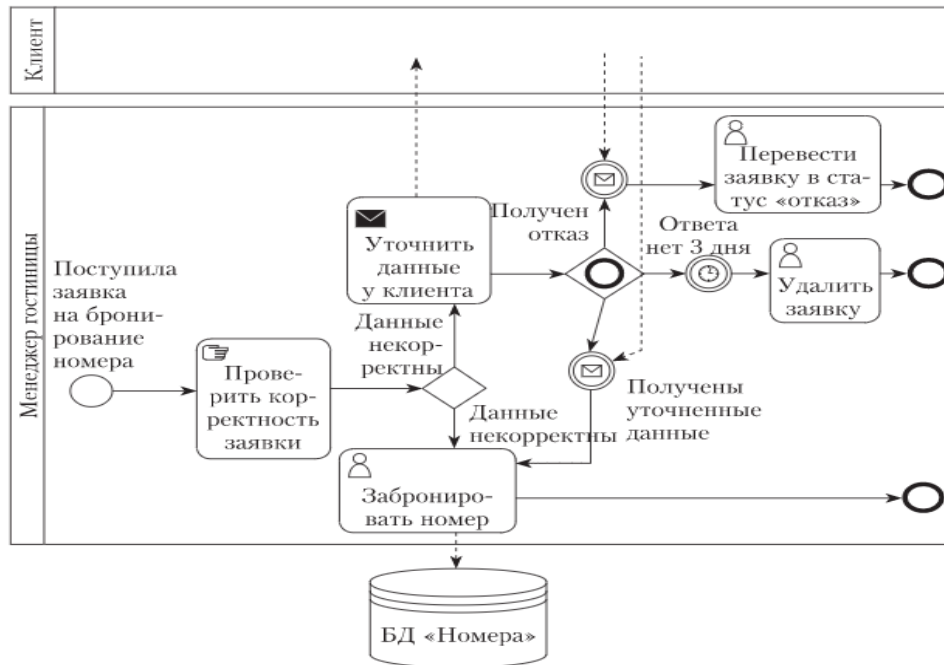 Клиент
Менеджер гостиницы
Поступила
заявка
на брони-
рование
номера
Прове-
рить кор-
ректность
заявки
Данные
некор-
ректны
Уточнить
данные
у клиента
Получен
отказ
Перевести
заявку в ста-
тус «отказ»
Ответа
нет 3 дня
Удалить
заявку
Получены
уточненные
данные
Данные
некорректны
Заброниро-
вать номер
БД «Номера»